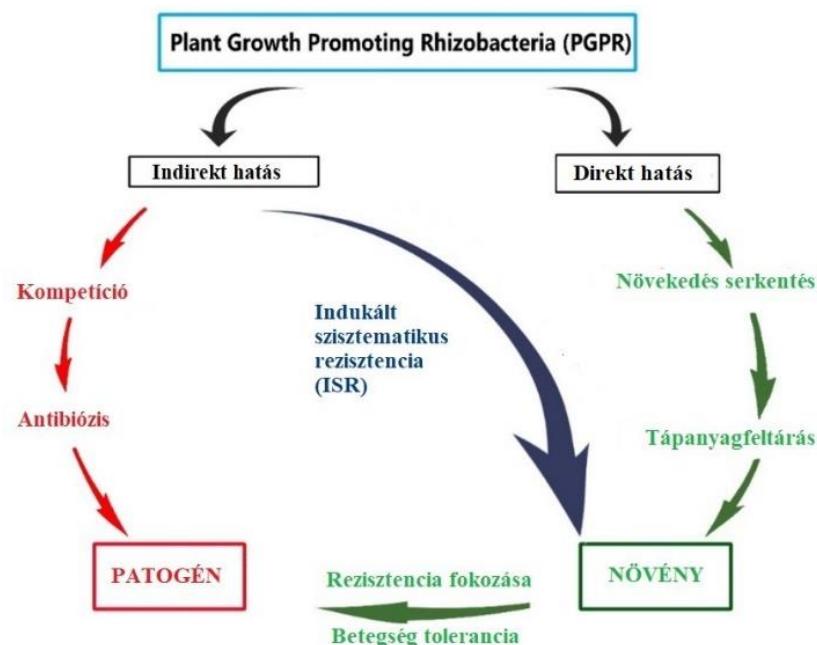 Plant Growth Promoting Rhizobacteria (PGPR)
Indirekt hatás
Direkt hatás
Kompetíció
Növekedés serkentés
Indukált
szisztematikus
rezisztencia
(ISR)
Antibiózis
Tápanyagfeltárás
PATOGÉN
Rezisztencia fokozása
NÖVÉNY
Betegség tolerancia